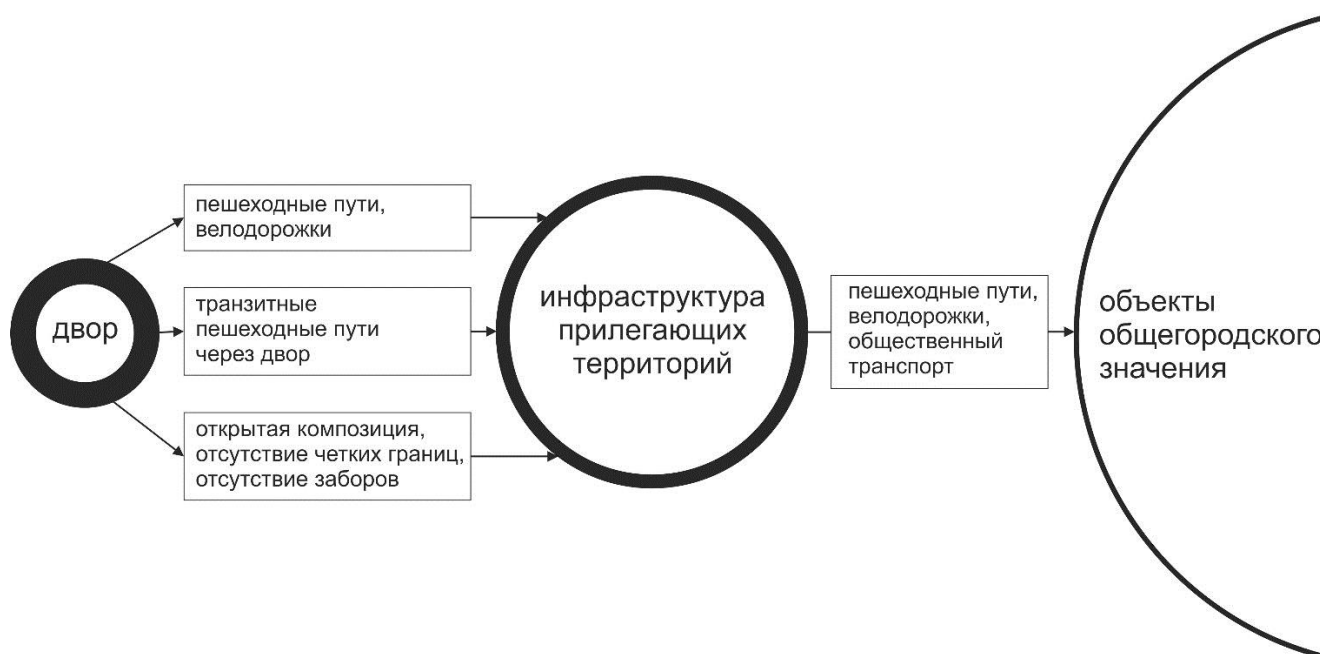 двор
пешеходные пути,
велодорожки
транзитные
пешеходные пути
через двор
открытая композиция,
отсутствие четких границ,
отсутствие заборов
инфраструктура
прилегающих
территорий
пешеходные пути,
велодорожки,
общественный
транспорт
объекты
общегородского
значения